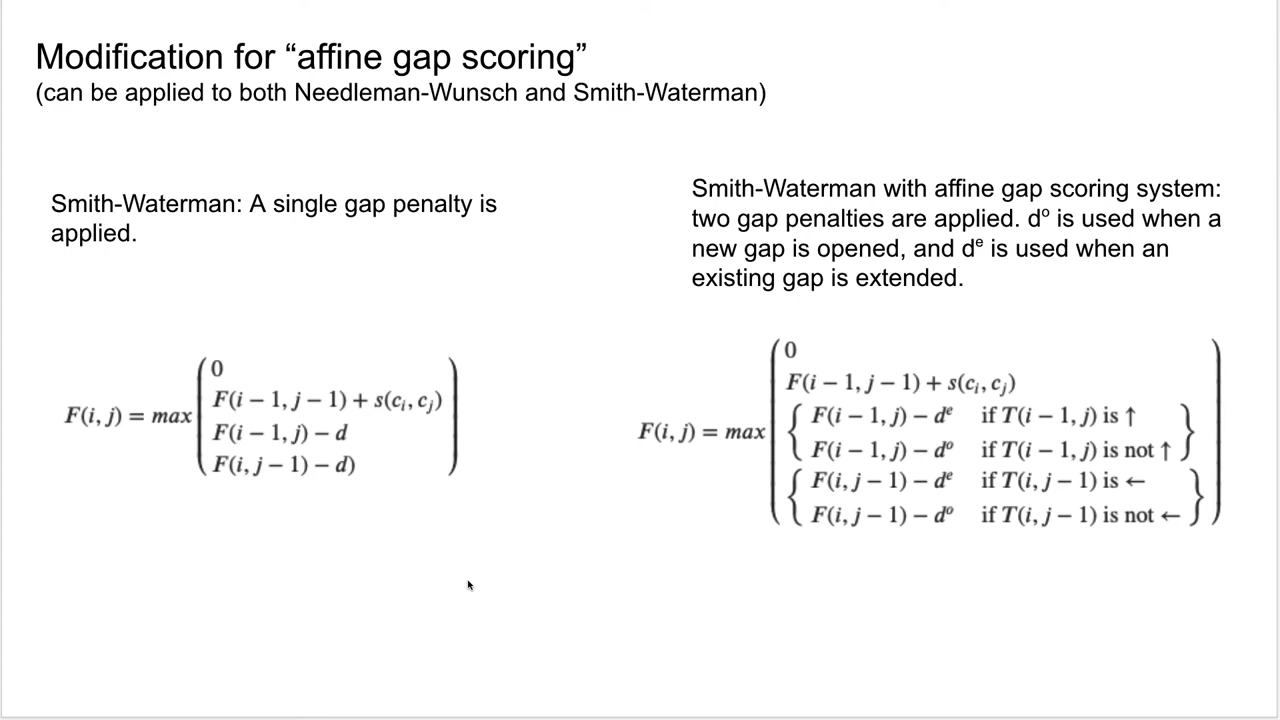 Modification for “affine gap scoring”
(can be applied to both Needleman-Wunsch and Smith-Waterman)
Smith-Waterman: A single gap penalty is
applied.
F(i, j) = max
0
F(i − 1, j − 1) + s(cᵢ, cⱼ)
F(i − 1, j) − d
F(i, j − 1) − d)
Smith-Waterman with affine gap scoring system:
two gap penalties are applied. dᵒ is used when a
new gap is opened, and dᵉ is used when an
existing gap is extended.
F(i, j) = max
0
F(i − 1, j − 1) + s(cᵢ, cⱼ)
F(i − 1, j) − dᵉ if T(i − 1, j) is ↑
F(i − 1, j) − dᵒ if T(i − 1, j) is not ↑
F(i, j − 1) − dᵉ if T(i, j − 1) is ←
F(i, j − 1) − dᵒ if T(i, j − 1) is not ←